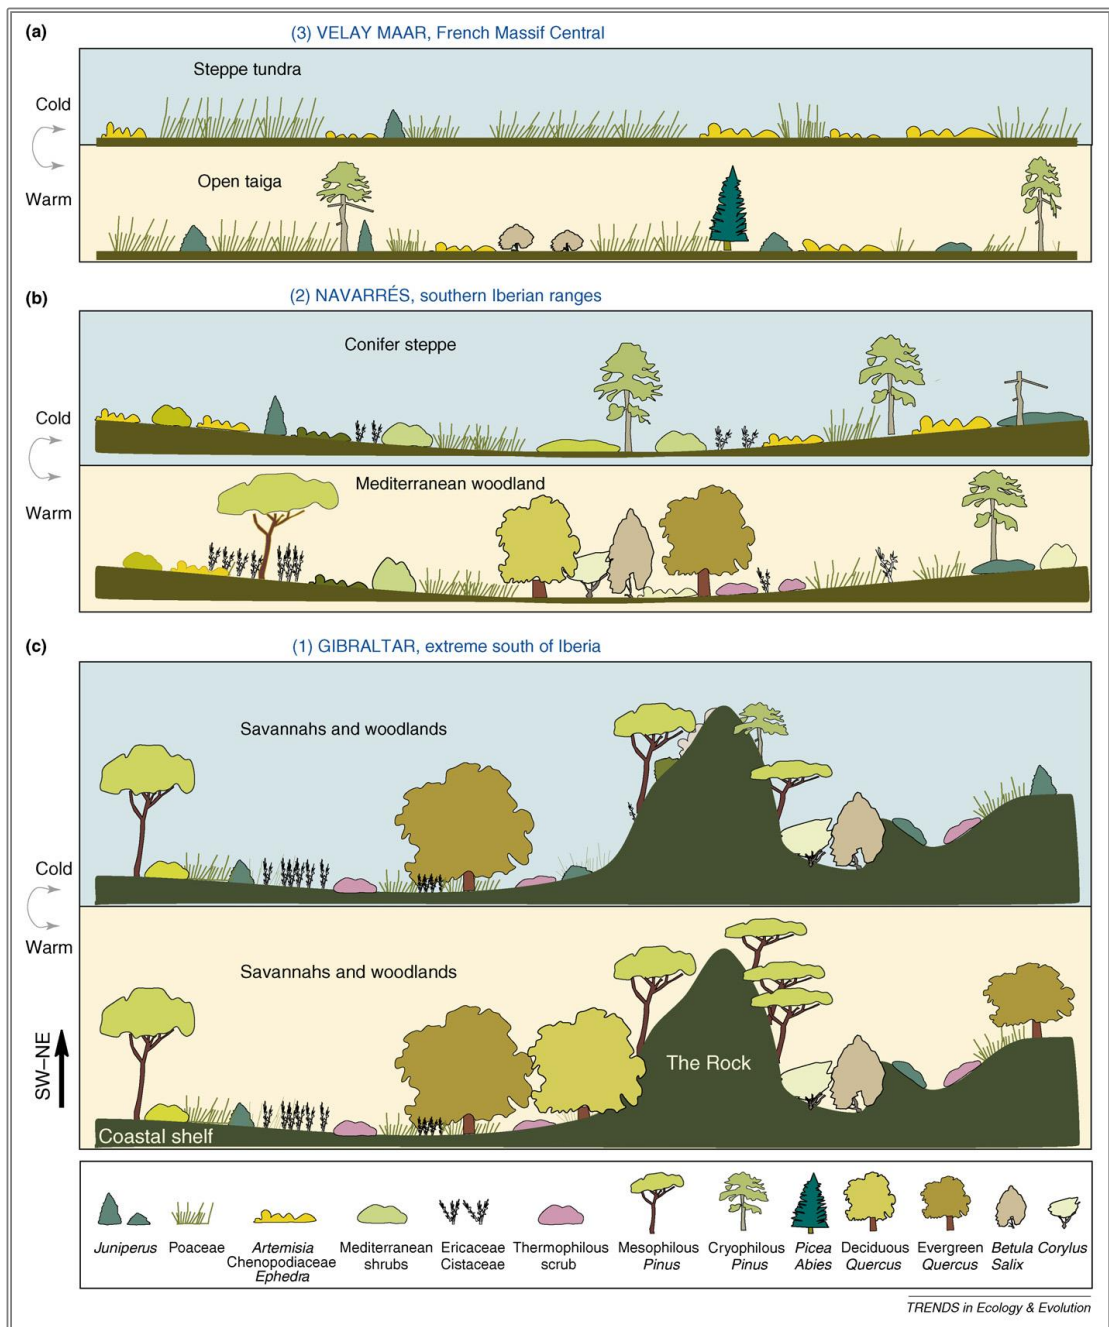 (a)
(3) VELAY MAAR, French Massif Central
Steppe tundra
Cold
Open taiga
Warm
(b)
(2) NAVARRÉS, southern Iberian ranges
Conifer steppe
Cold
Mediterranean woodland
Warm
(c)
(1) GIBRALTAR, extreme south of Iberia
Savannahs and woodlands
Cold
Warm
Savannahs and woodlands
SW–NE
The Rock
Coastal shelf
Juniperus
Poaceae
Artemisia
Chenopodiaceae
Ephedra
Mediterranean
shrubs
Ericaceae
Cistaceae
Thermophilous
scrub
Mesophilous
Pinus
Cryophilous
Pinus
Picea
Abies
Deciduous
Quercus
Evergreen
Quercus
Betula
Salix
Corylus
TRENDS in Ecology & Evolution